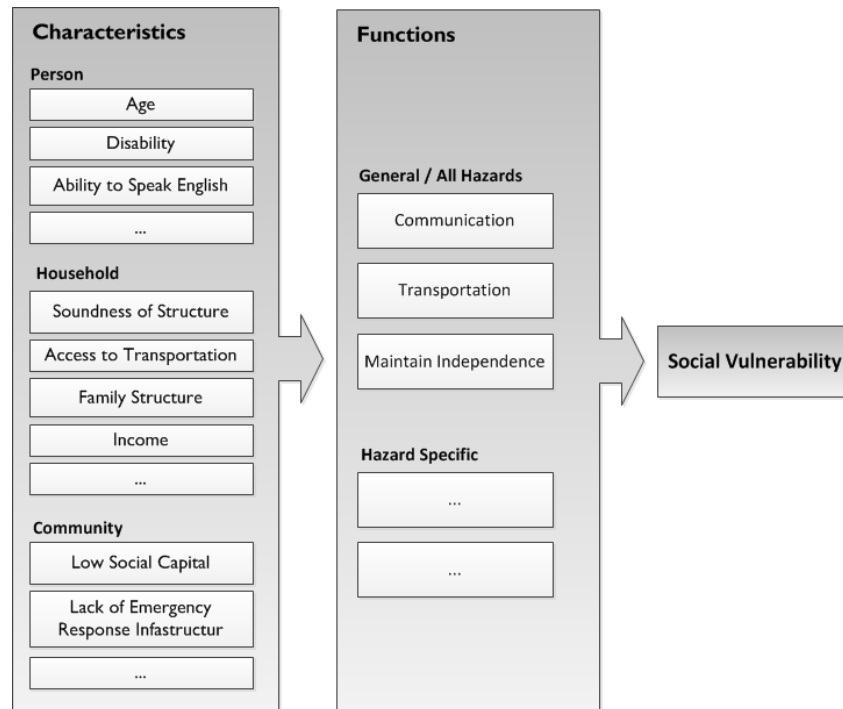 Characteristics
Person
Age
Disability
Ability to Speak English
...
Household
Soundness of Structure
Access to Transportation
Family Structure
Income
...
Community
Low Social Capital
Lack of Emergency
Response Infastructur
...
Functions
General / All Hazards
Communication
Transportation
Maintain Independence
Hazard Specific
...
...
Social Vulnerability